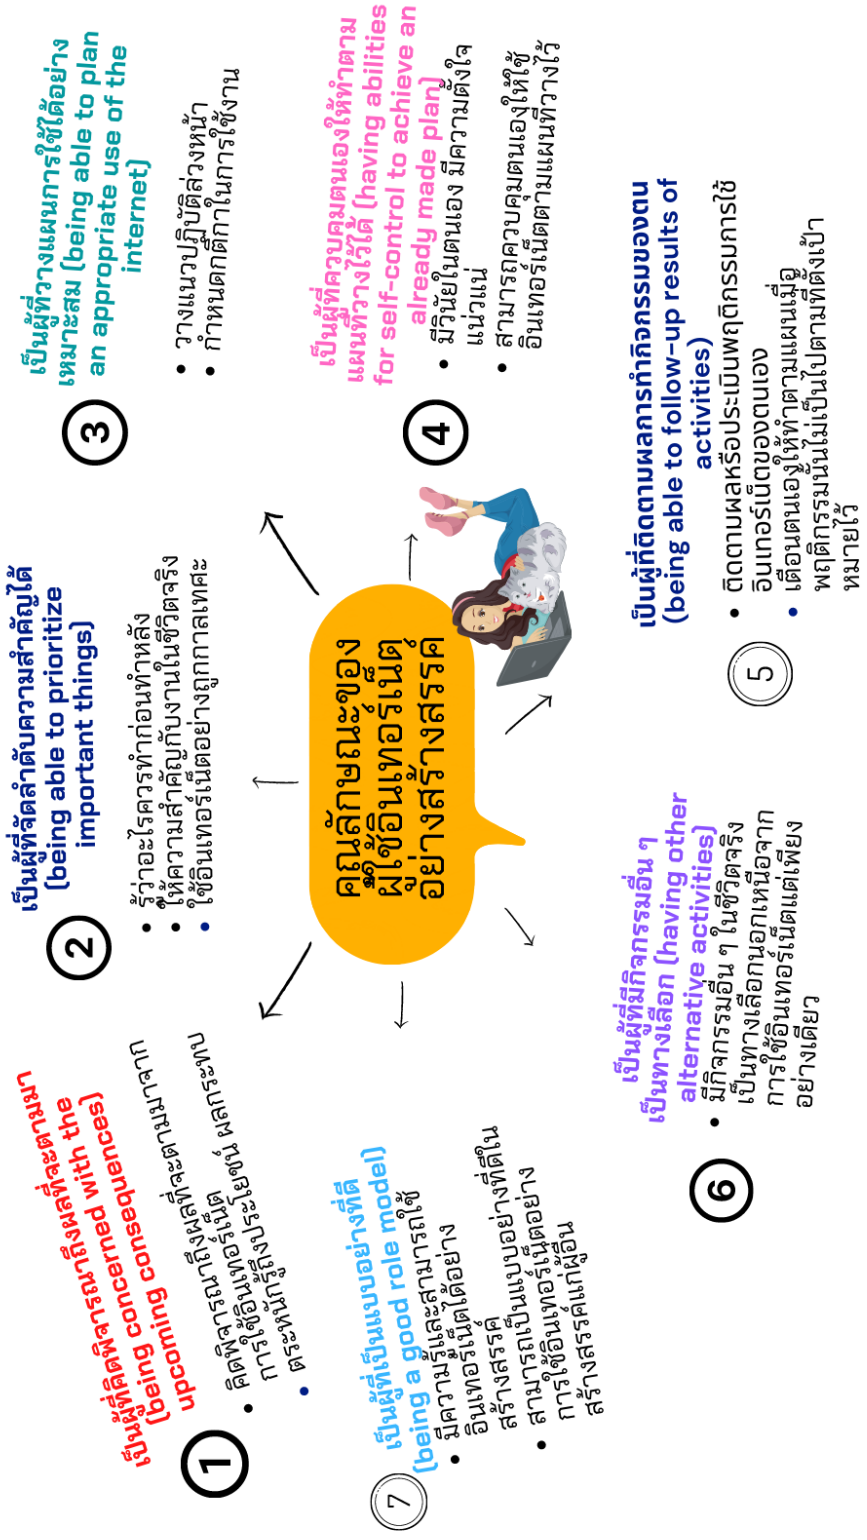 คุณลักษณะของ
ผู้ใช้อินเทอร์เน็ต
อย่างสร้างสรรค์
1
เป็นผู้ที่คิดพิจารณาถึงผลที่จะตามมา
(being concerned with the
upcoming consequences)
• คิดพิจารณาถึงผลที่จะตามมาจาก
การใช้อินเทอร์เน็ต
• ตระหนักรู้ถึงประโยชน์ ผลกระทบ
2
เป็นผู้ที่จัดลำดับความสำคัญได้
(being able to prioritize
important things)
• รู้ว่าอะไรควรทำก่อนทำหลัง
• ให้ความสำคัญกับงานในชีวิตจริง
• ใช้อินเทอร์เน็ตอย่างถูกกาลเทศะ
3
เป็นผู้ที่วางแผนการใช้ได้อย่าง
เหมาะสม (being able to plan
an appropriate use of the
internet)
• วางแนวปฏิบัติล่วงหน้า
• กำหนดกติกาในการใช้งาน
4
เป็นผู้ที่ควบคุมตนเองให้ทำตาม
แผนที่วางไว้ได้ (having abilities
for self-control to achieve an
already made plan)
• มีวินัยในตนเอง มีความตั้งใจ
แน่วแน่
• สามารถควบคุมตนเองให้ใช้
อินเทอร์เน็ตตามแผนที่วางไว้
5
เป็นผู้ที่ติดตามผลการทำกิจกรรมของตน
(being able to follow-up results of
activities)
• ติดตามผลหรือประเมินพฤติกรรมการใช้
อินเทอร์เน็ตของตนเอง
• เตือนตนเองให้ทำตามแผนเมื่อ
พฤติกรรมนั้นไม่เป็นไปตามที่ตั้งเป้า
หมายไว้
6
เป็นผู้ที่มีกิจกรรมอื่น ๆ
เป็นทางเลือก (having other
alternative activities)
• มีกิจกรรมอื่น ๆ ในชีวิตจริง
เป็นทางเลือกนอกเหนือจาก
การใช้อินเทอร์เน็ตแต่เพียง
อย่างเดียว
7
เป็นผู้ที่เป็นแบบอย่างที่ดี
(being a good role model)
• มีความรู้และสามารถใช้
อินเทอร์เน็ตได้อย่าง
สร้างสรรค์
• สามารถเป็นแบบอย่างที่ดีใน
การใช้อินเทอร์เน็ตอย่าง
สร้างสรรค์แก่ผู้อื่น